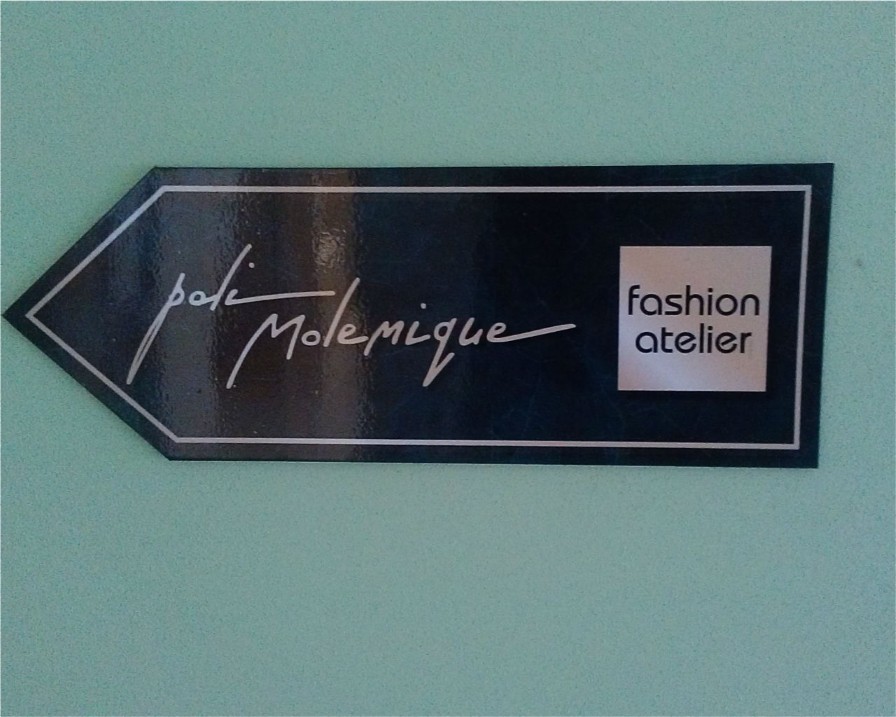 poli
Molemique
fashion
atelier